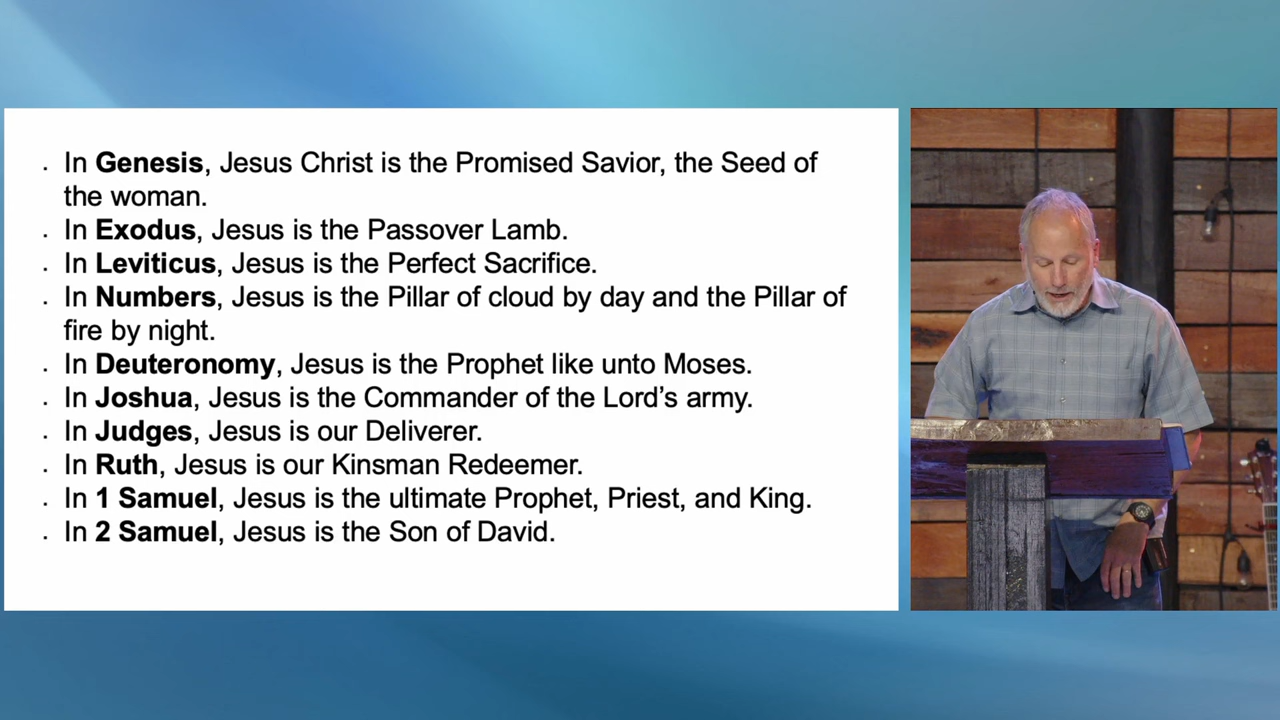 In Genesis, Jesus Christ is the Promised Savior, the Seed of
the woman.
In Exodus, Jesus is the Passover Lamb.
In Leviticus, Jesus is the Perfect Sacrifice.
In Numbers, Jesus is the Pillar of cloud by day and the Pillar of
fire by night.
In Deuteronomy, Jesus is the Prophet like unto Moses.
In Joshua, Jesus is the Commander of the Lord’s army.
In Judges, Jesus is our Deliverer.
In Ruth, Jesus is our Kinsman Redeemer.
In 1 Samuel, Jesus is the ultimate Prophet, Priest, and King.
In 2 Samuel, Jesus is the Son of David.